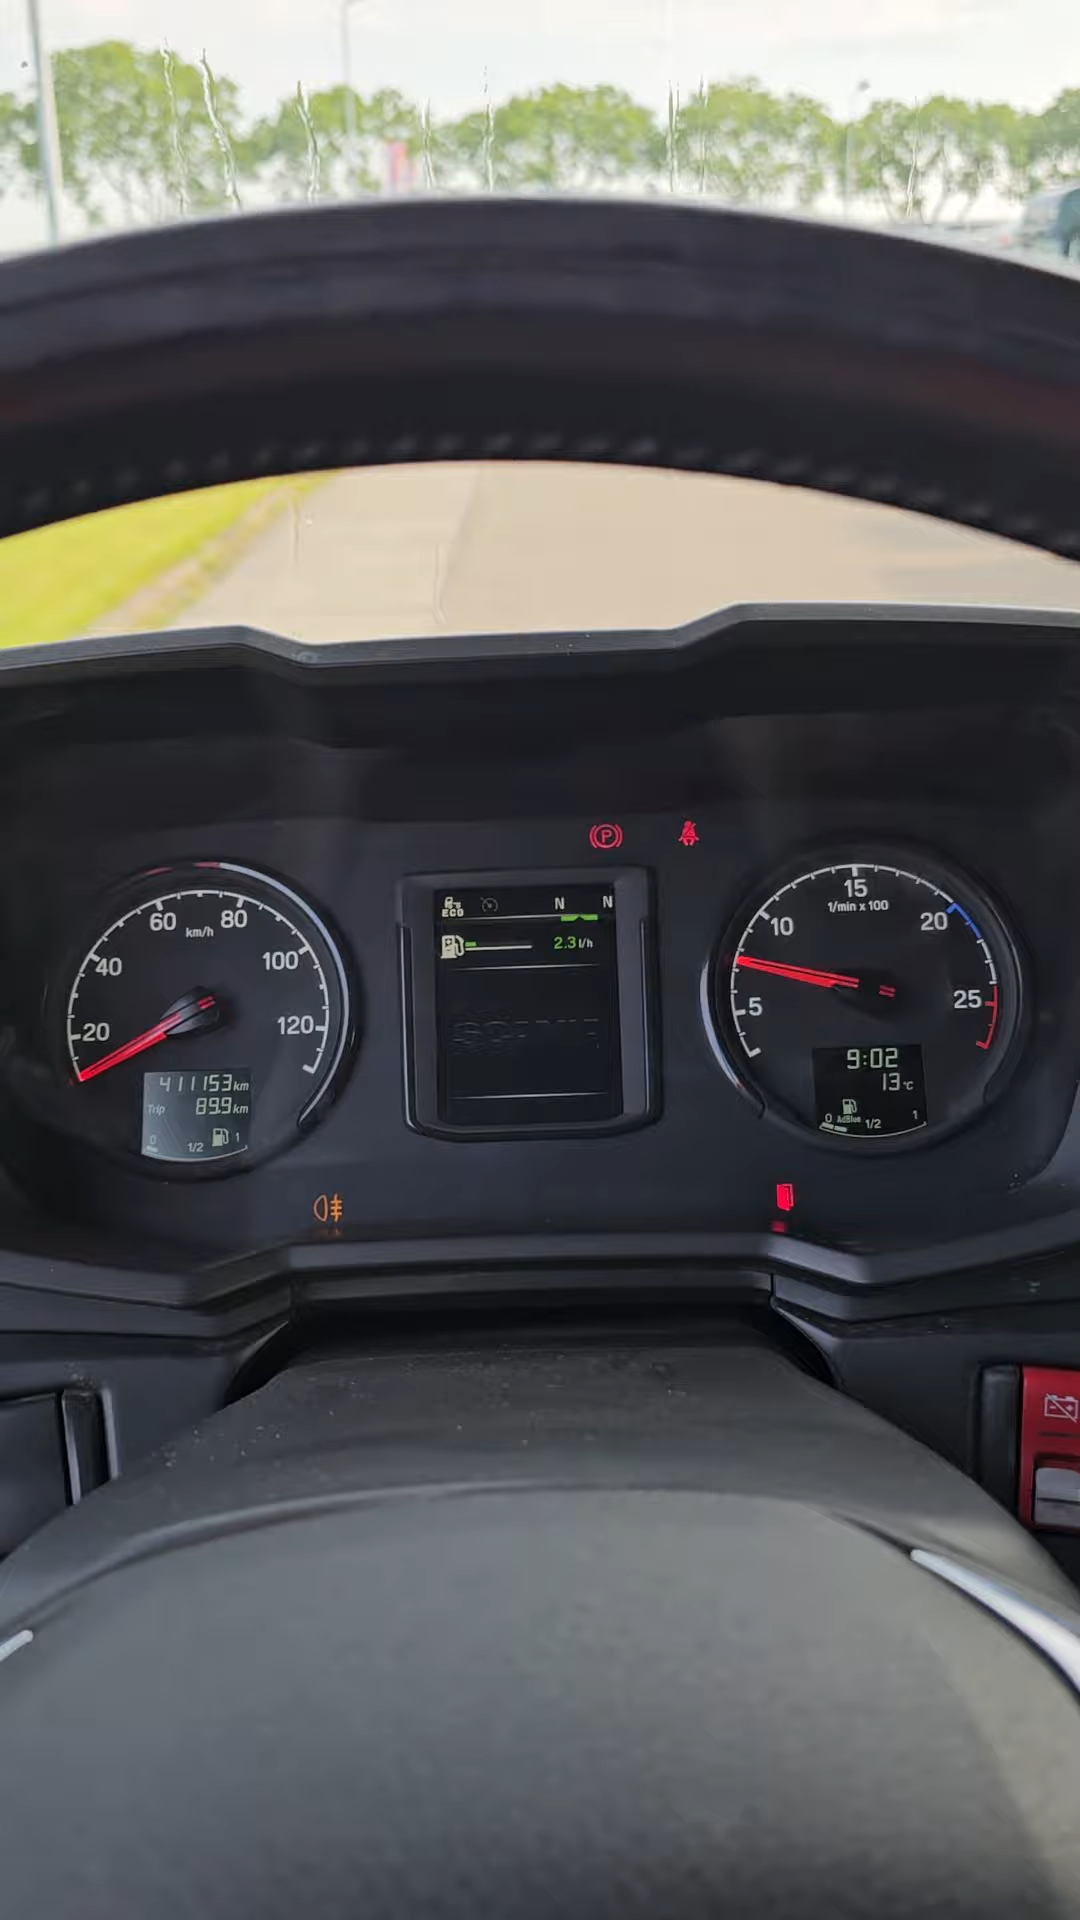 P
60
80
km/h
40
100
20
120
411153 km
Trip 89.9 km
0 1/2 1
ECO N N
2.3 l/h
15
1/min x 100
10
20
5
25
9:02
13 °C
AdBlue
0 1/2 1